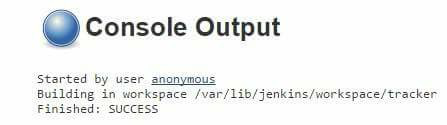 Console Output
Started by user anonymous
Building in workspace /var/lib/jenkins/workspace/tracker
Finished: SUCCESS